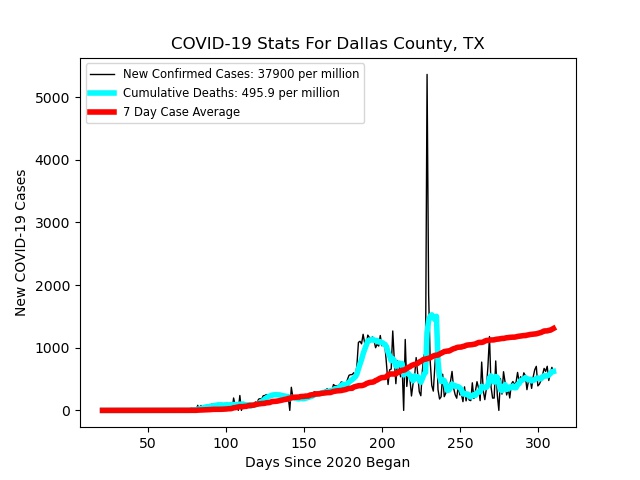 COVID-19 Stats For Dallas County, TX
New Confirmed Cases: 37900 per million
Cumulative Deaths: 495.9 per million
7 Day Case Average
New COVID-19 Cases
5000
4000
3000
2000
1000
0
50 100 150 200 250 300
Days Since 2020 Began